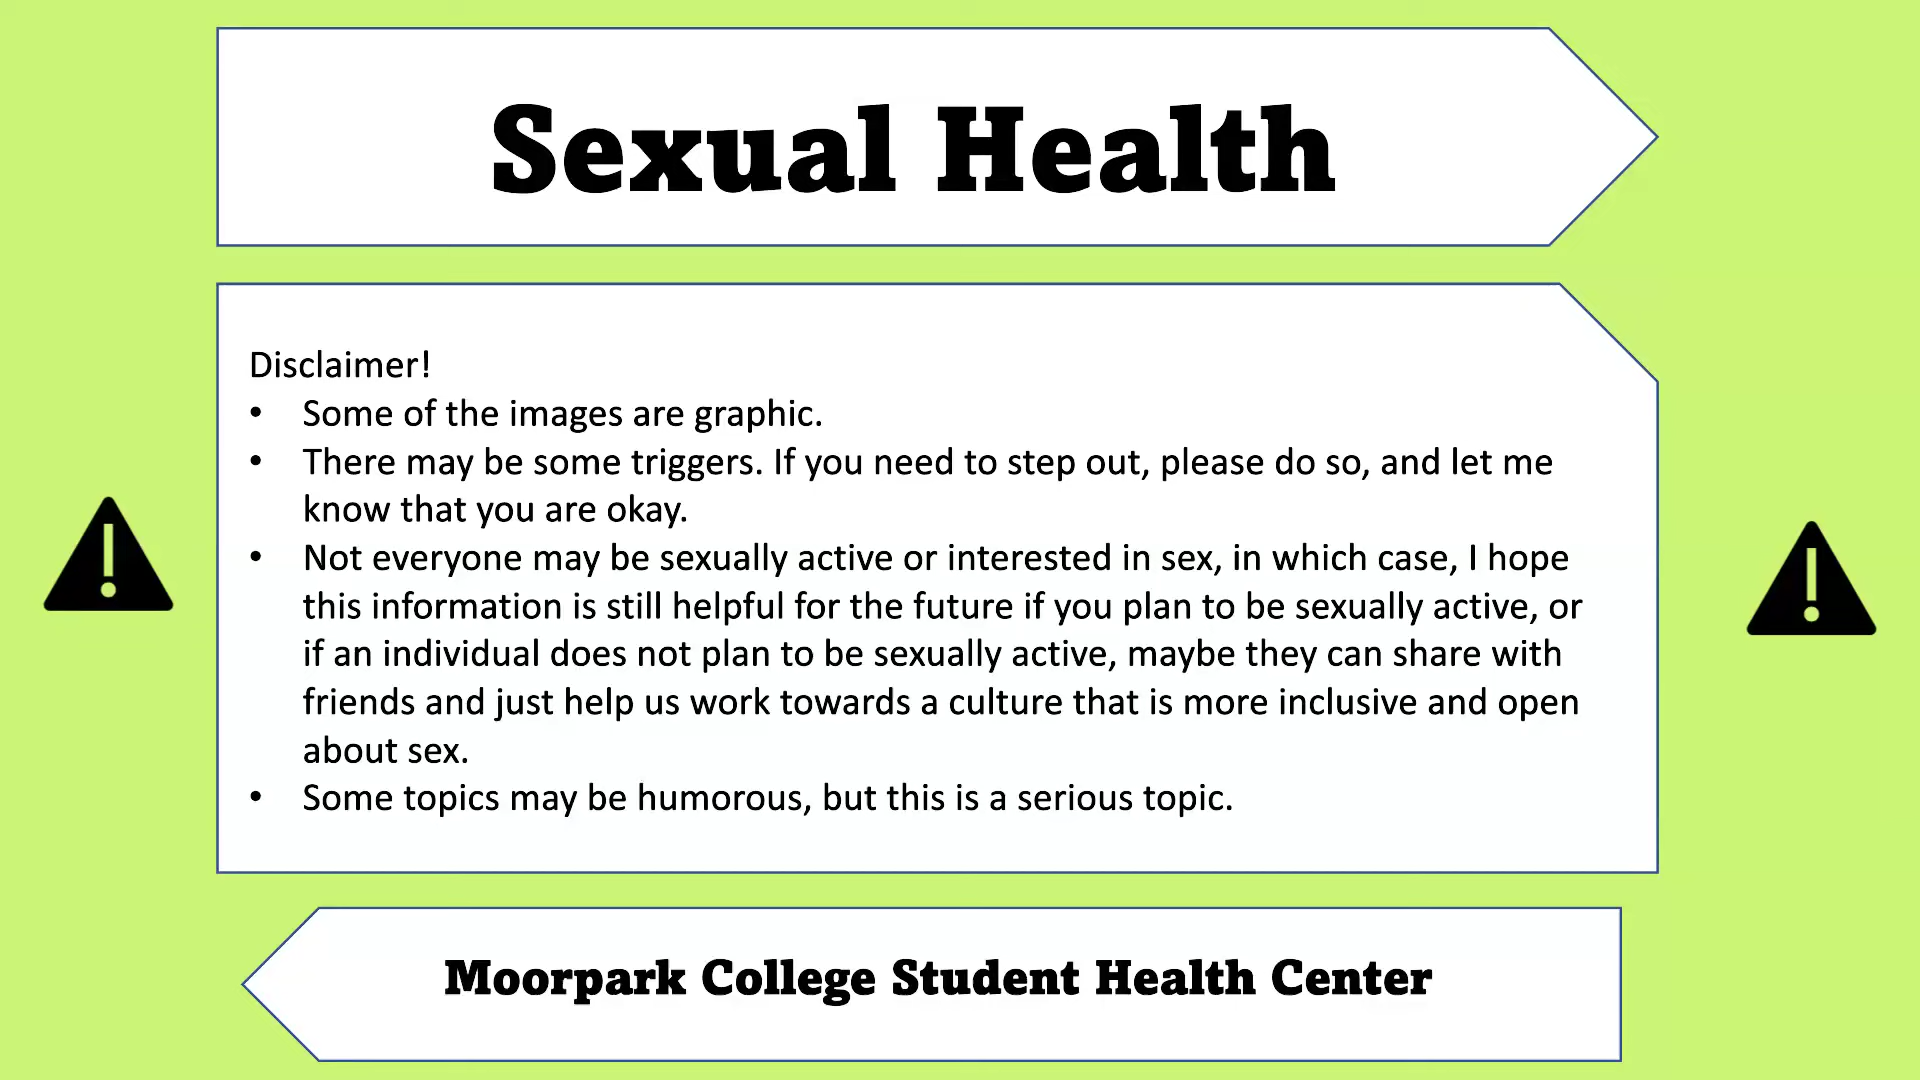 Sexual Health
Disclaimer!
• Some of the images are graphic.
• There may be some triggers. If you need to step out, please do so, and let me
know that you are okay.
• Not everyone may be sexually active or interested in sex, in which case, I hope
this information is still helpful for the future if you plan to be sexually active, or
if an individual does not plan to be sexually active, maybe they can share with
friends and just help us work towards a culture that is more inclusive and open
about sex.
• Some topics may be humorous, but this is a serious topic.
Moorpark College Student Health Center